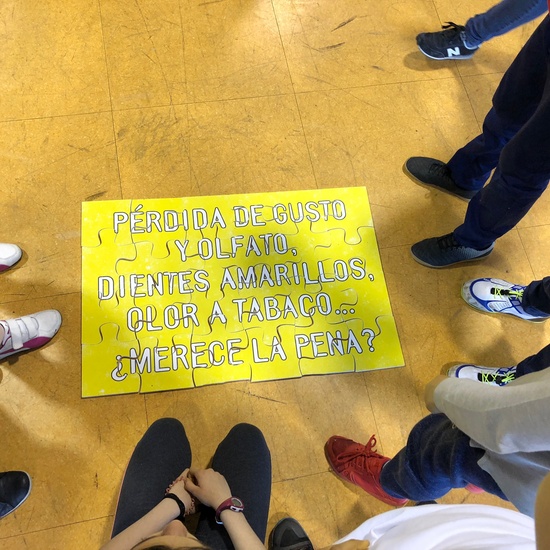 PÉRDIDA DE GUSTO
Y OLFATO,
DIENTES AMARILLOS,
OLOR A TABACO...
¿MERECE LA PENA?
N